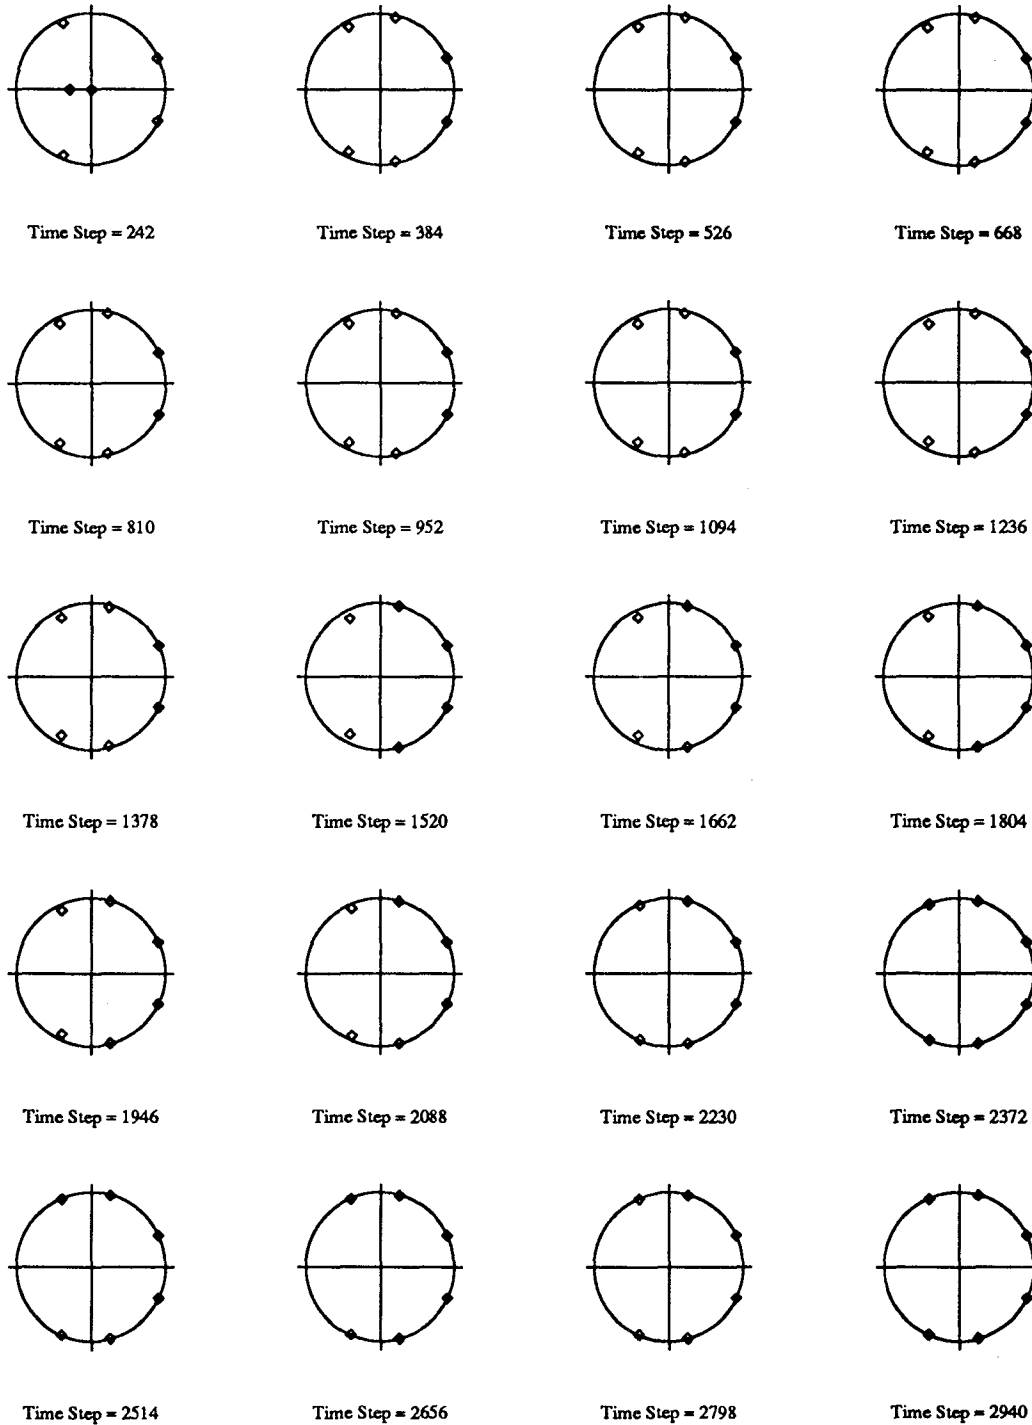 Time Step = 242
Time Step = 384
Time Step = 526
Time Step = 668
Time Step = 810
Time Step = 952
Time Step = 1094
Time Step = 1236
Time Step = 1378
Time Step = 1520
Time Step = 1662
Time Step = 1804
Time Step = 1946
Time Step = 2088
Time Step = 2230
Time Step = 2372
Time Step = 2514
Time Step = 2656
Time Step = 2798
Time Step = 2940